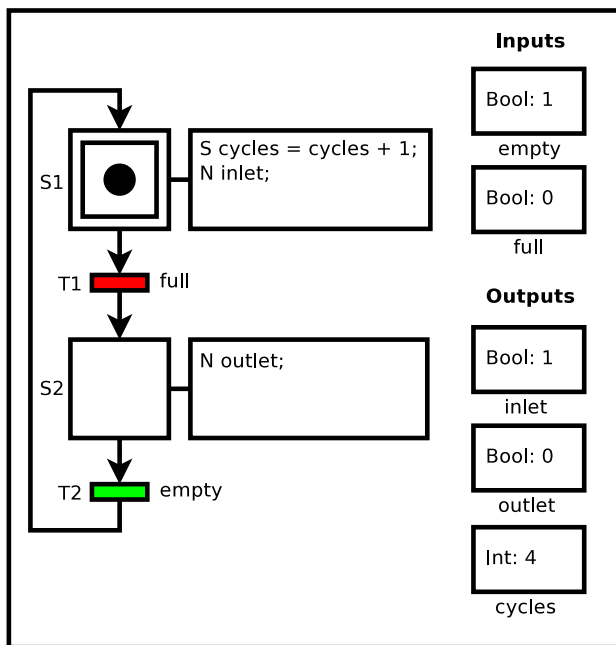 S1
S cycles = cycles + 1;
N inlet;
T1
full
S2
N outlet;
T2
empty
Inputs
Bool: 1
empty
Bool: 0
full
Outputs
Bool: 1
inlet
Bool: 0
outlet
Int: 4
cycles